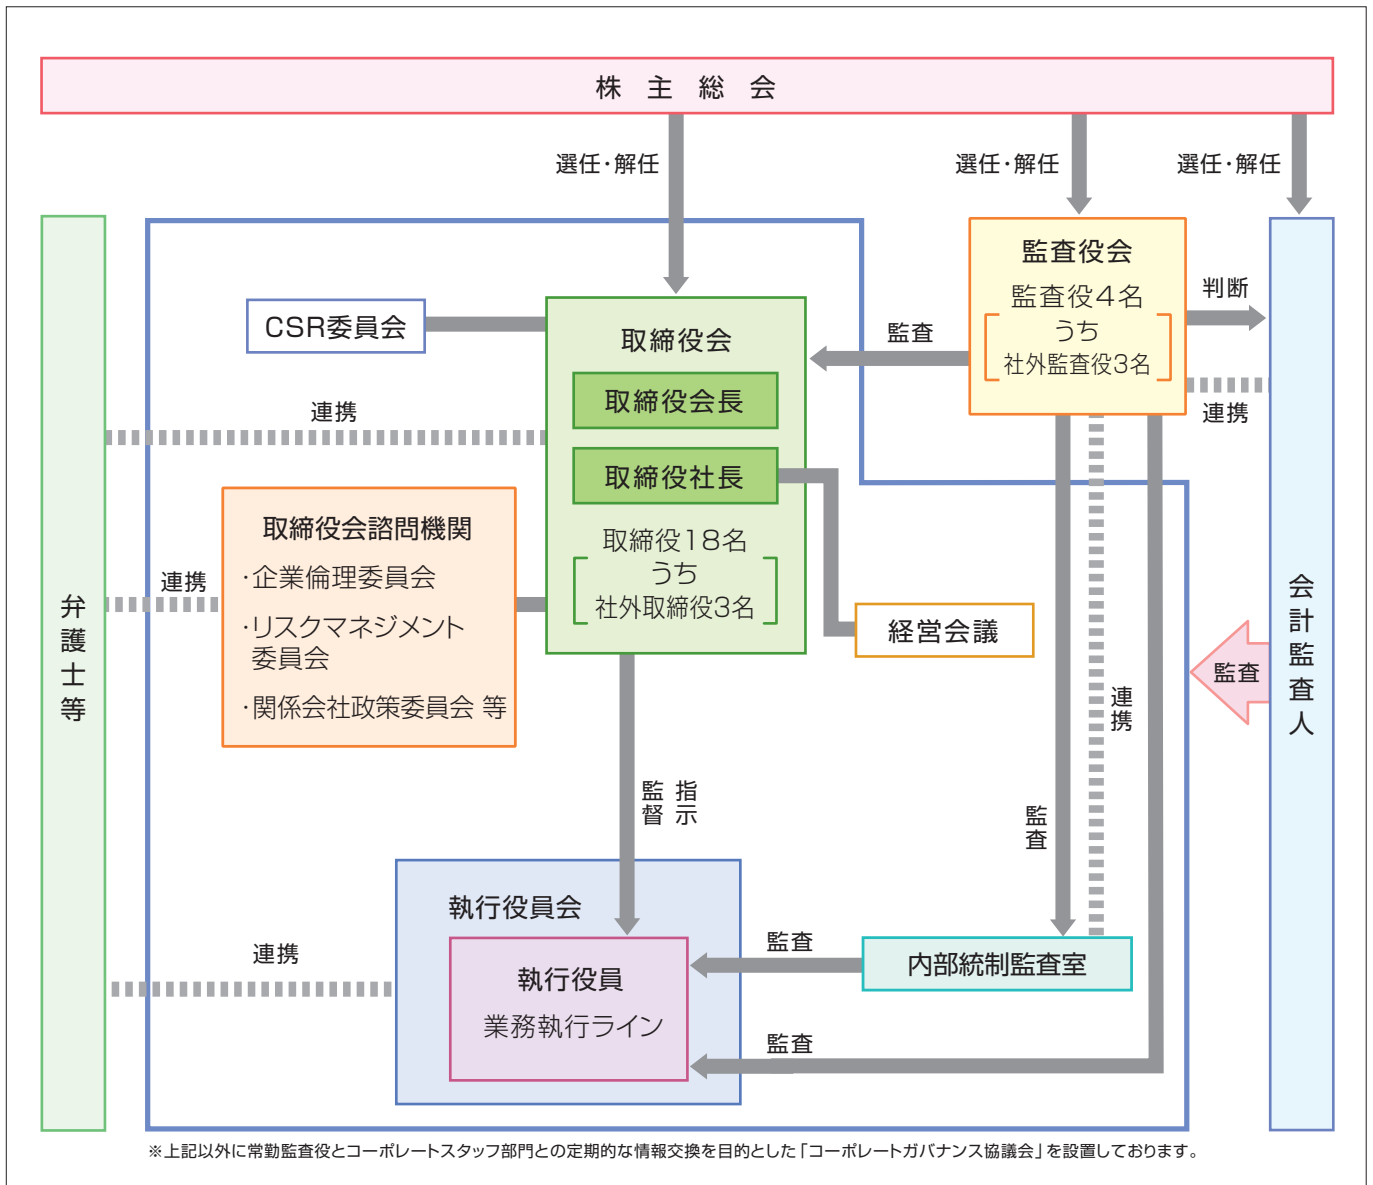 株主総会
選任・解任
選任・解任
選任・解任
監査役会
監査役4名
うち
社外監査役3名
判断
連携
監査
CSR委員会
取締役会
取締役会長
取締役社長
取締役18名
うち
社外取締役3名
連携
取締役会諮問機関
・企業倫理委員会
・リスクマネジメント
委員会
・関係会社政策委員会 等
連携
弁護士等
経営会議
会計監査人
監査
連携
監査
指示
監督
執行役員会
執行役員
業務執行ライン
連携
監査
内部統制監査室
監査
※上記以外に常勤監査役とコーポレートスタッフ部門との定期的な情報交換を目的とした「コーポレートガバナンス協議会」を設置しております。